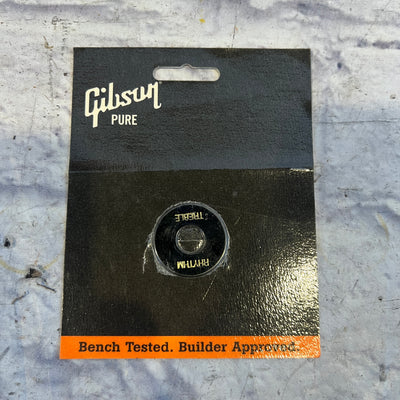 Gibson
PURE
TREBLE
RHYTHM
Bench Tested. Builder Approved.